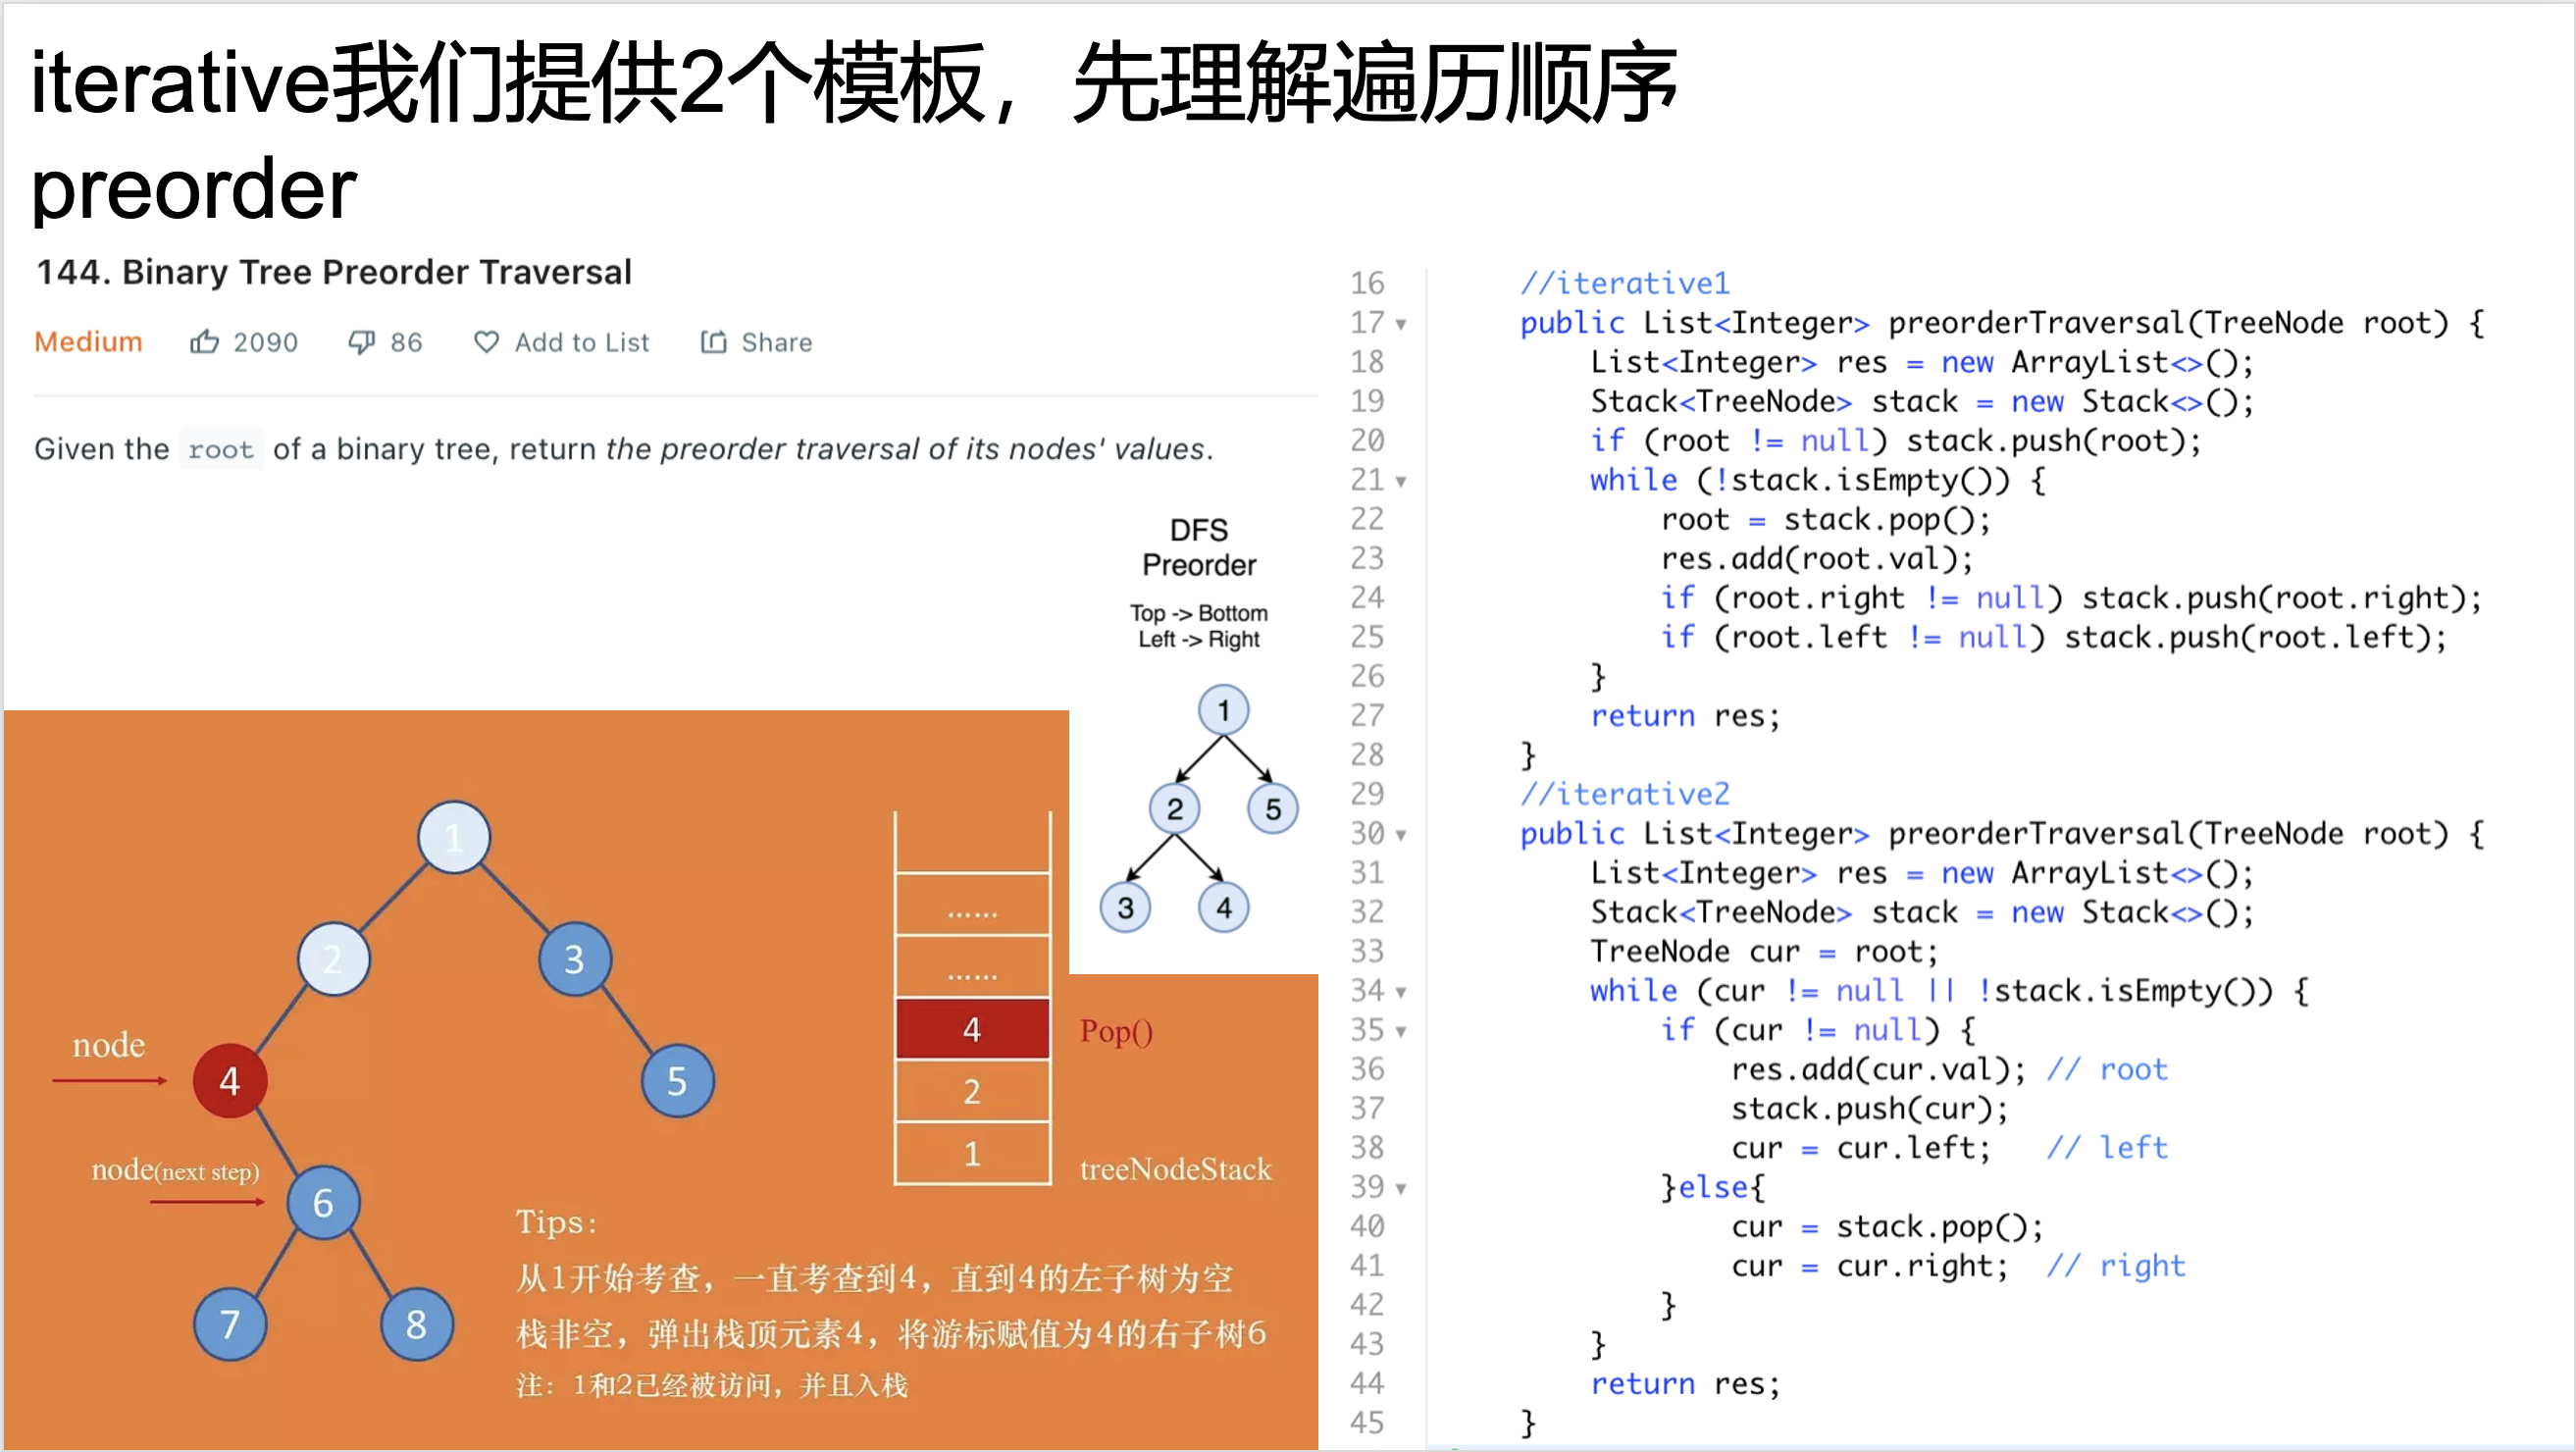 iterative我们提供2个模板，先理解遍历顺序
preorder
144. Binary Tree Preorder Traversal
Medium 2090 86 Add to List Share
Given the root of a binary tree, return the preorder traversal of its nodes' values.
DFS
Preorder
Top -> Bottom
Left -> Right
1
2 5
3 4
1
2 3
node
4 5
node(next step)
6
7 8
……
……
4 Pop()
2
1 treeNodeStack
Tips:
从1开始考查，一直考查到4，直到4的左子树为空
栈非空，弹出栈顶元素4，将游标赋值为4的右子树6
注：1和2已经被访问，并且入栈
16 //iterative1
17 public List<Integer> preorderTraversal(TreeNode root) {
18 List<Integer> res = new ArrayList<>();
19 Stack<TreeNode> stack = new Stack<>();
20 if (root != null) stack.push(root);
21 while (!stack.isEmpty()) {
22 root = stack.pop();
23 res.add(root.val);
24 if (root.right != null) stack.push(root.right);
25 if (root.left != null) stack.push(root.left);
26 }
27 return res;
28 }
29 //iterative2
30 public List<Integer> preorderTraversal(TreeNode root) {
31 List<Integer> res = new ArrayList<>();
32 Stack<TreeNode> stack = new Stack<>();
33 TreeNode cur = root;
34 while (cur != null || !stack.isEmpty()) {
35 if (cur != null) {
36 res.add(cur.val); // root
37 stack.push(cur);
38 cur = cur.left; // left
39 }else{
40 cur = stack.pop();
41 cur = cur.right; // right
42 }
43 }
44 return res;
45 }